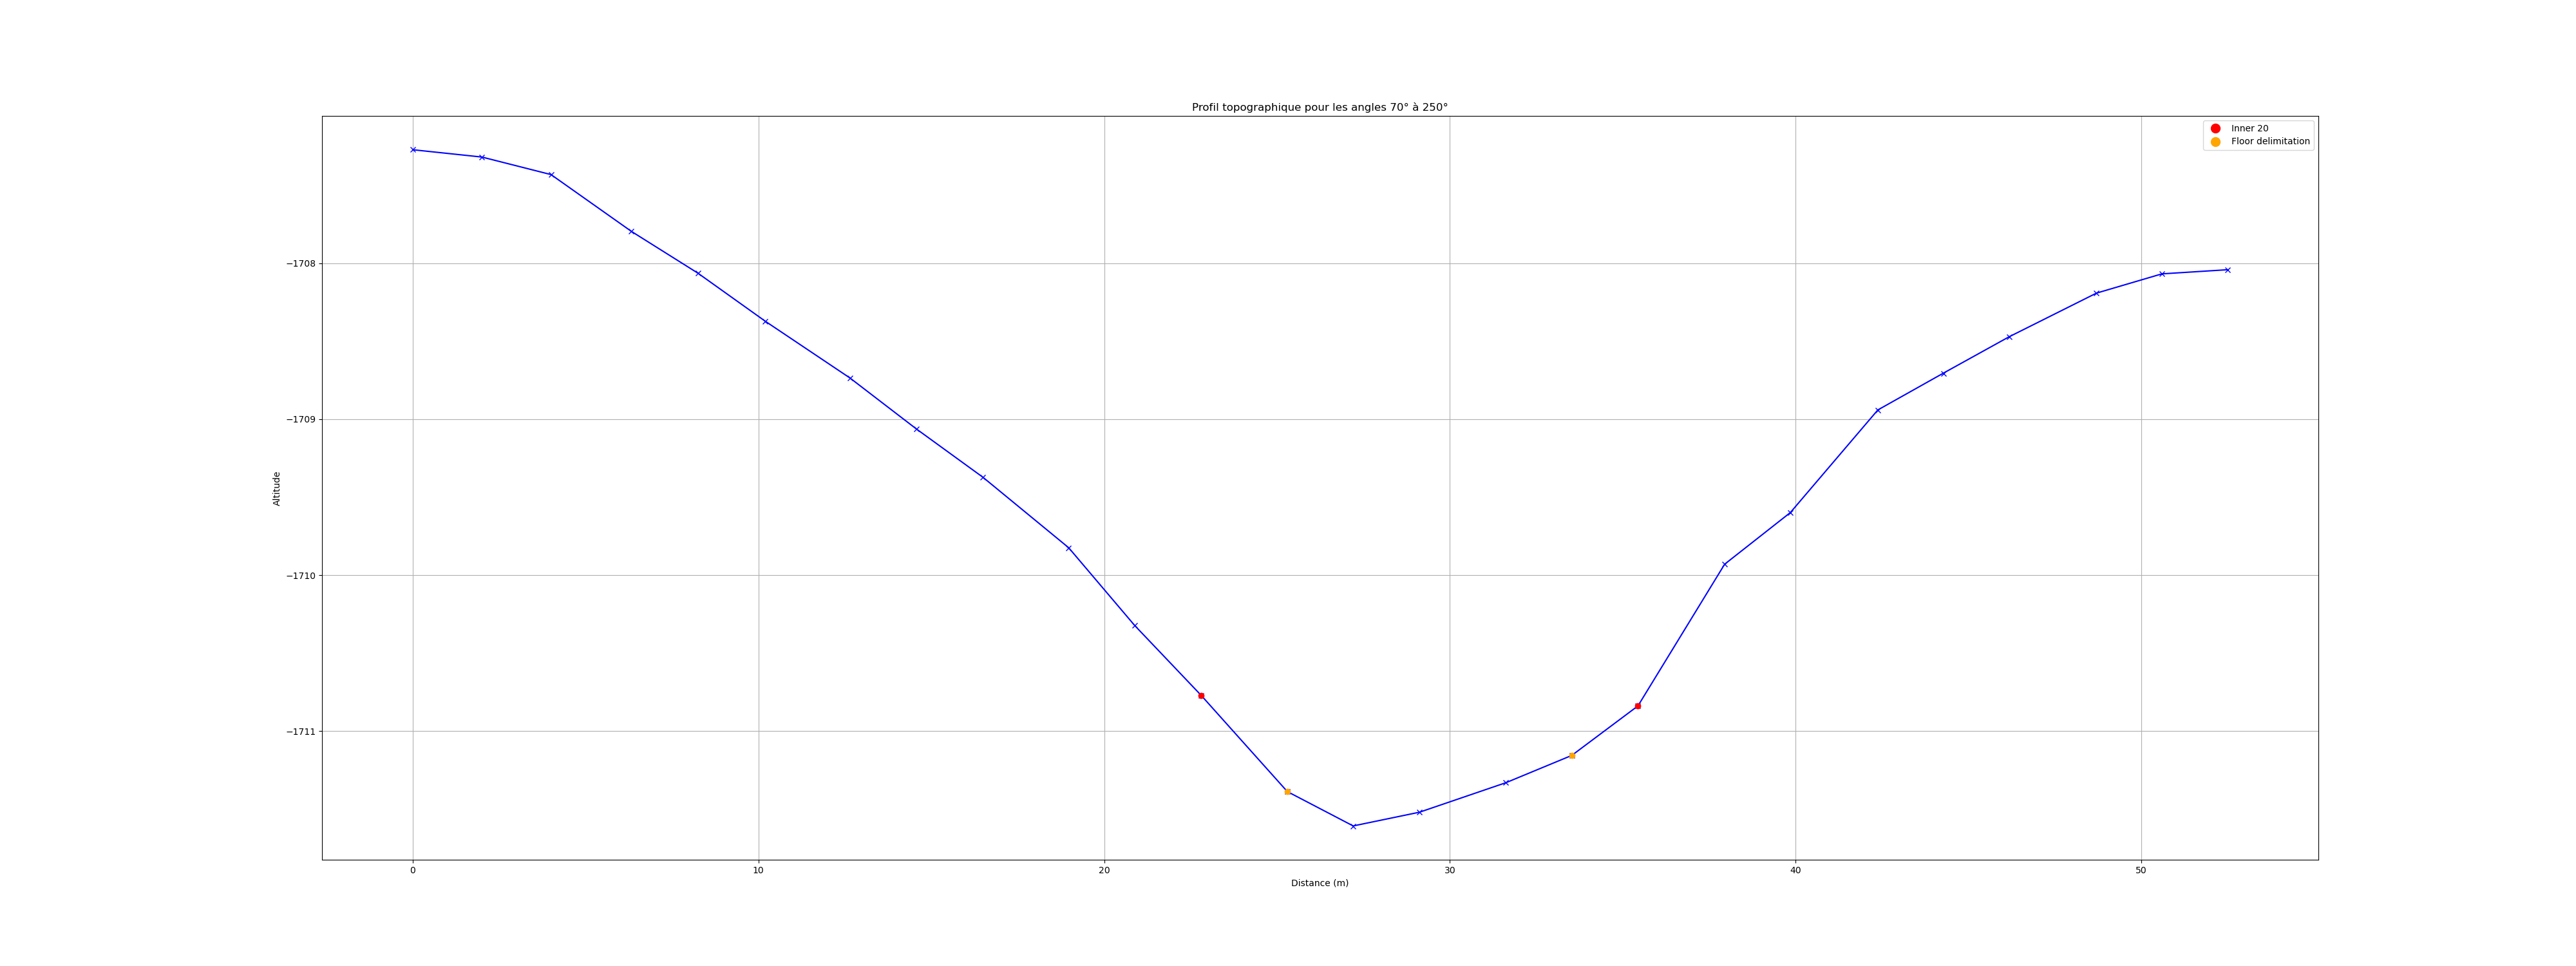 Profil topographique pour les angles 70° à 250°
Inner 20
Floor delimitation
−1708
−1709
−1710
−1711
Altitude
0 10 20 30 40 50
Distance (m)